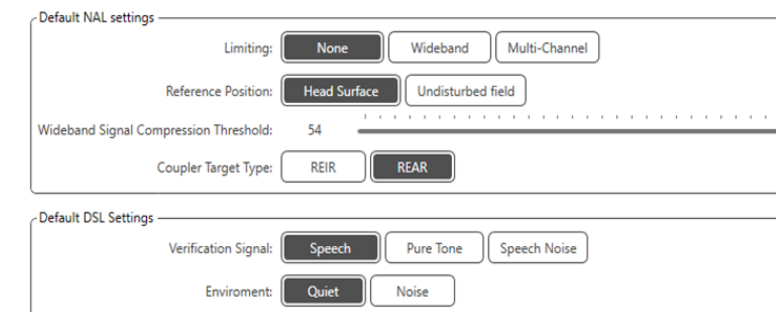 Default NAL settings
Limiting: None Wideband Multi-Channel
Reference Position: Head Surface Undisturbed field
Wideband Signal Compression Threshold: 54
Coupler Target Type: REIR REAR
Default DSL Settings
Verification Signal: Speech Pure Tone Speech Noise
Enviroment: Quiet Noise